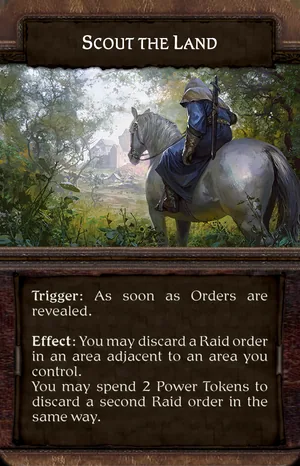 Scout the Land
Trigger: As soon as Orders are
revealed.
Effect: You may discard a Raid order
in an area adjacent to an area you
control.
You may spend 2 Power Tokens to
discard a second Raid order in the
same way.